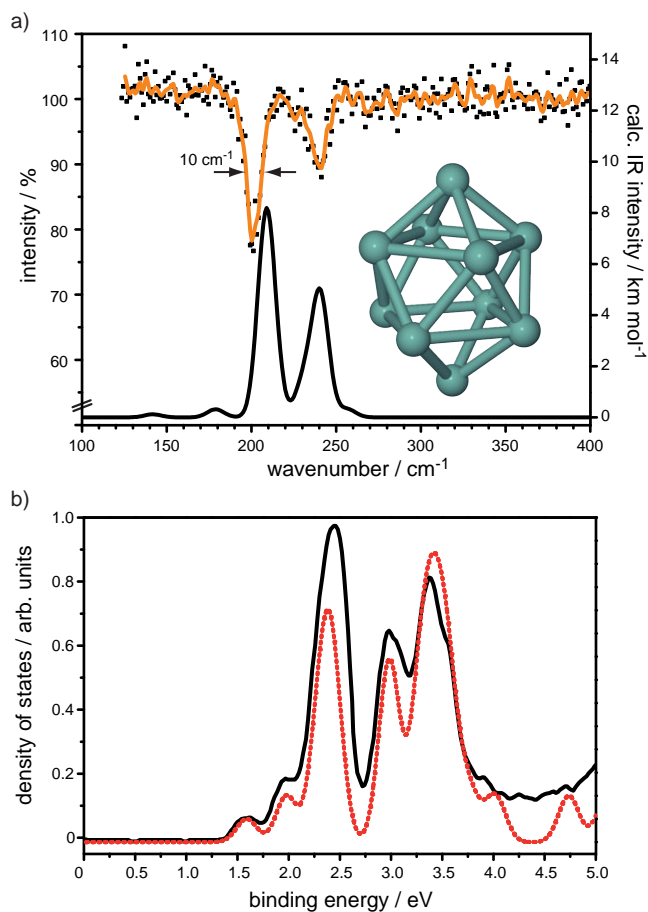 a)
110
100
90
80
70
60
intensity / %
10 cm-1
14
12
10
8
6
4
2
0
calc. IR intensity / km mol-1
100 150 200 250 300 350 400
wavenumber / cm-1
b)
1.0
0.8
0.6
0.4
0.2
0
density of states / arb. units
0 0.5 1.0 1.5 2.0 2.5 3.0 3.5 4.0 4.5 5.0
binding energy / eV